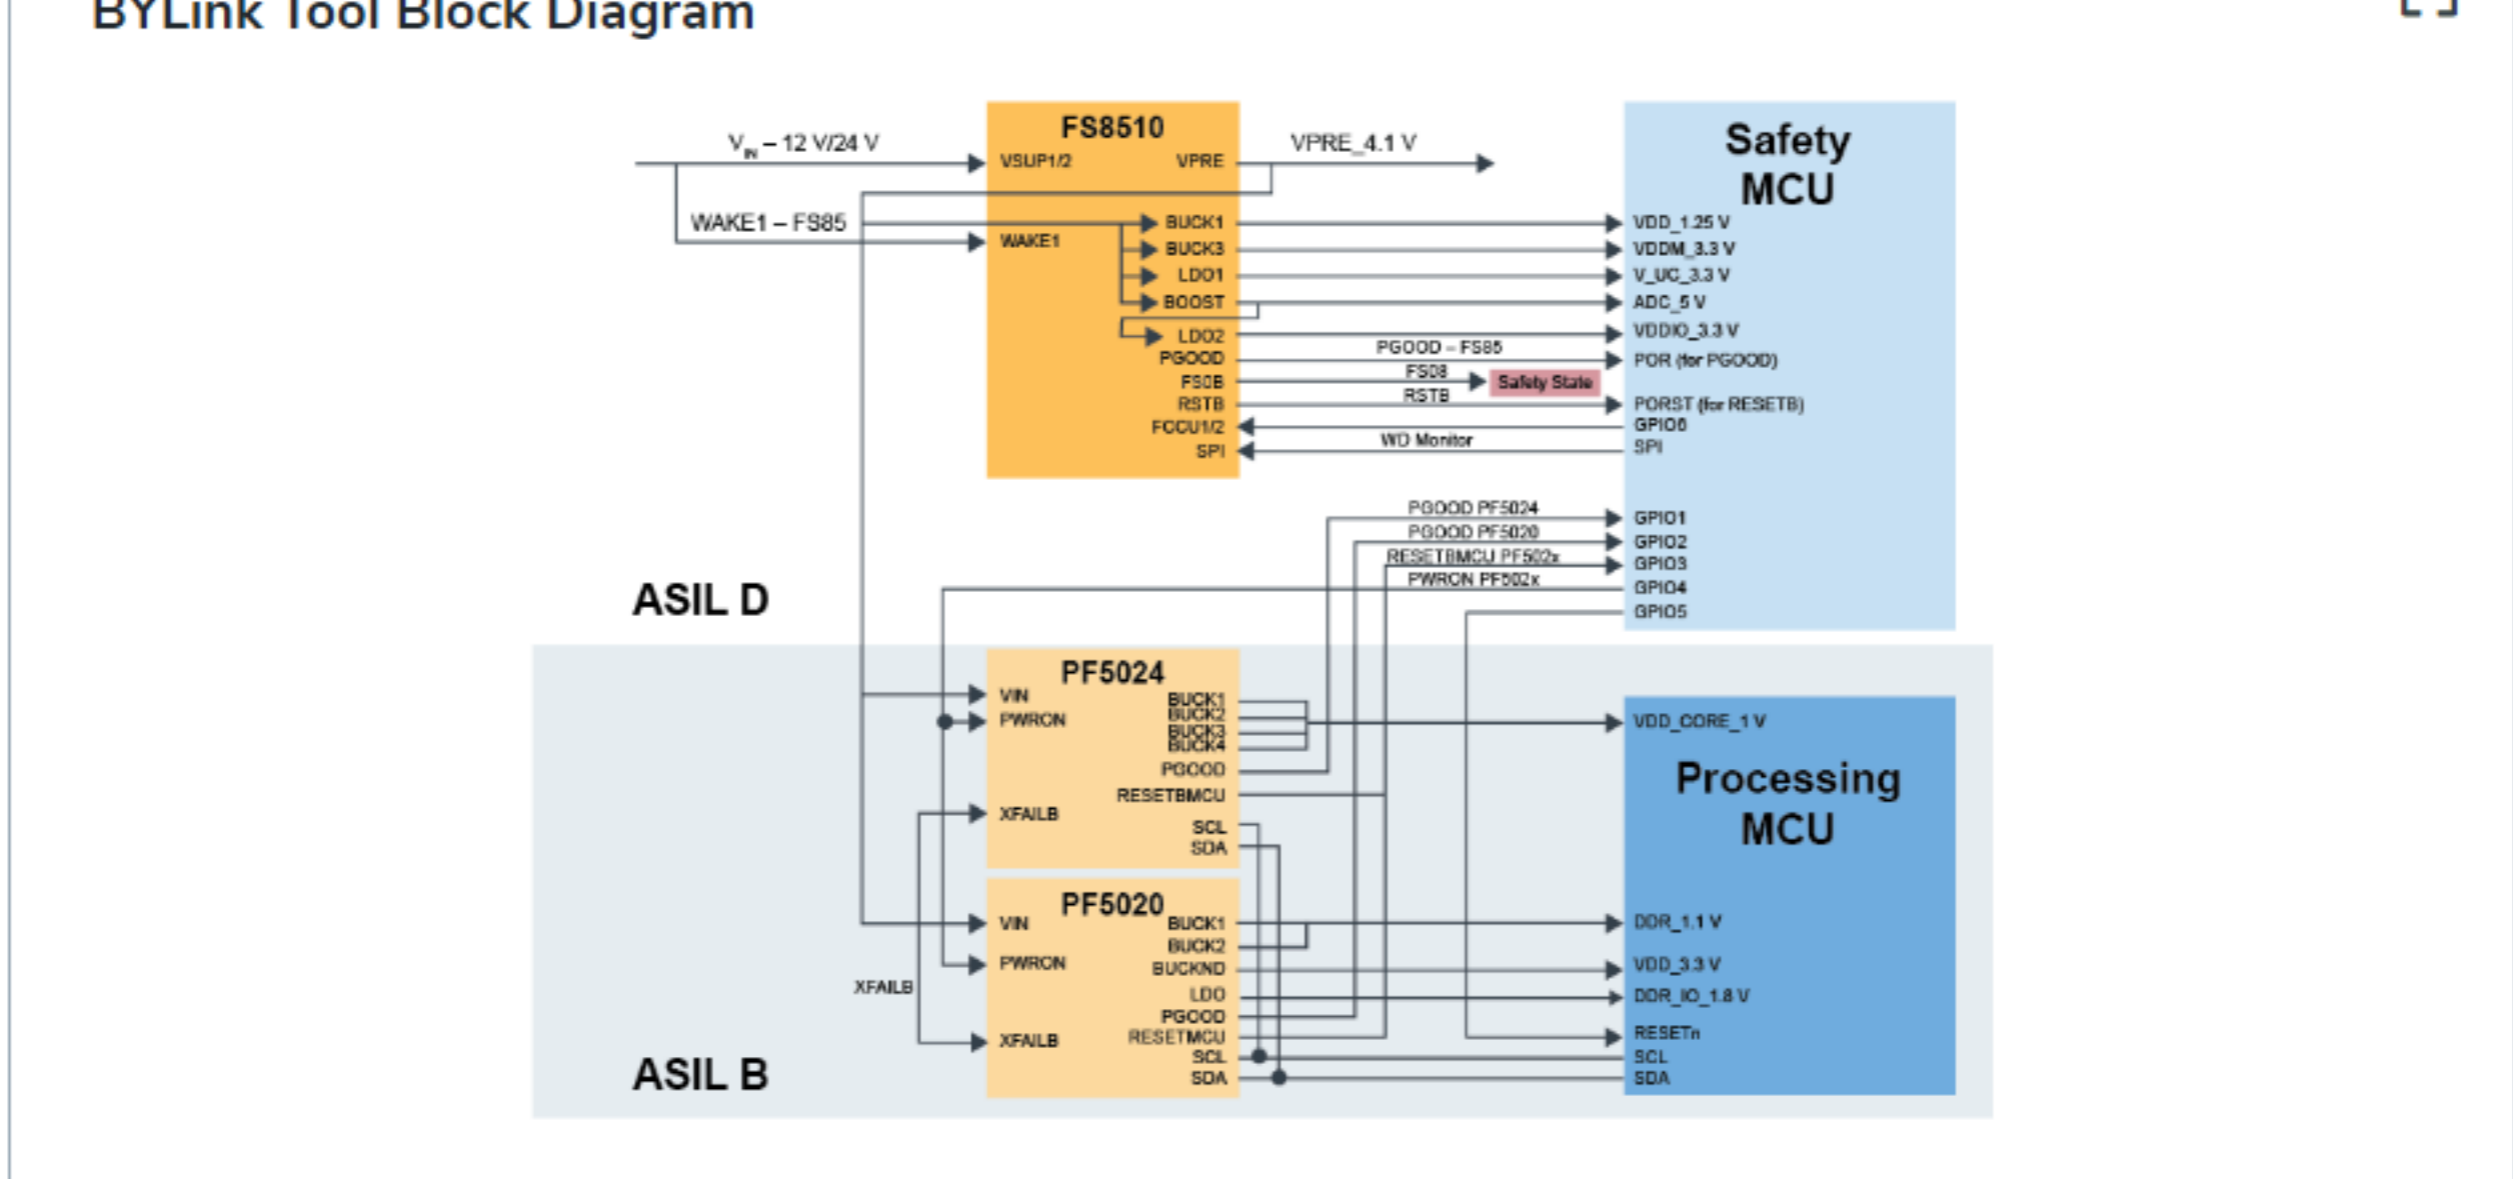 BYLink Tool Block Diagram
FS8510
Safety
MCU
V_IN – 12 V/24 V
VSUP1/2
VPRE
VPRE_4.1 V
WAKE1 – FS85
WAKE1
BUCK1
VDD_1.25 V
BUCK3
VDDM_3.3 V
LDO1
V_UC_3.3 V
BOOST
ADC_5 V
LDO2
VDDIO_3.3 V
PGOOD
PGOOD – FS85
POR (for PGOOD)
FS0B
FS08
Safety State
RSTB
RSTB
PORST (for RESETB)
FCCU1/2
GPIO6
SPI
WD Monitor
SPI
PGOOD PF5024
GPIO1
PGOOD PF5020
GPIO2
RESETBMCU PF502x
GPIO3
PWRON PF502x
GPIO4
GPIO5
ASIL D
PF5024
VIN
PWRON
XFAILB
BUCK1
BUCK2
BUCK3
BUCK4
PGOOD
RESETBMCU
SCL
SDA
VDD_CORE_1 V
Processing
MCU
PF5020
VIN
PWRON
XFAILB
XFAILB
BUCK1
BUCK2
BUCKND
LDO
PGOOD
RESETMCU
SCL
SDA
DDR_1.1 V
VDD_3.3 V
DDR_IO_1.8 V
RESETn
SCL
SDA
ASIL B